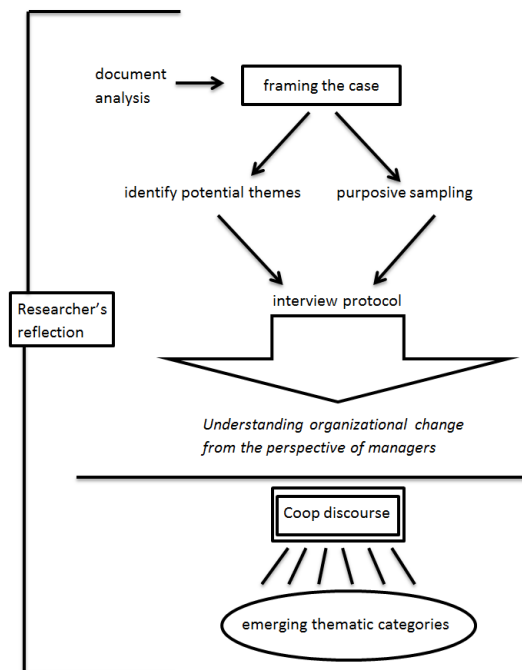 document
analysis
framing the case
identify potential themes
purposive sampling
interview protocol
Researcher's
reflection
Understanding organizational change
from the perspective of managers
Coop discourse
emerging thematic categories